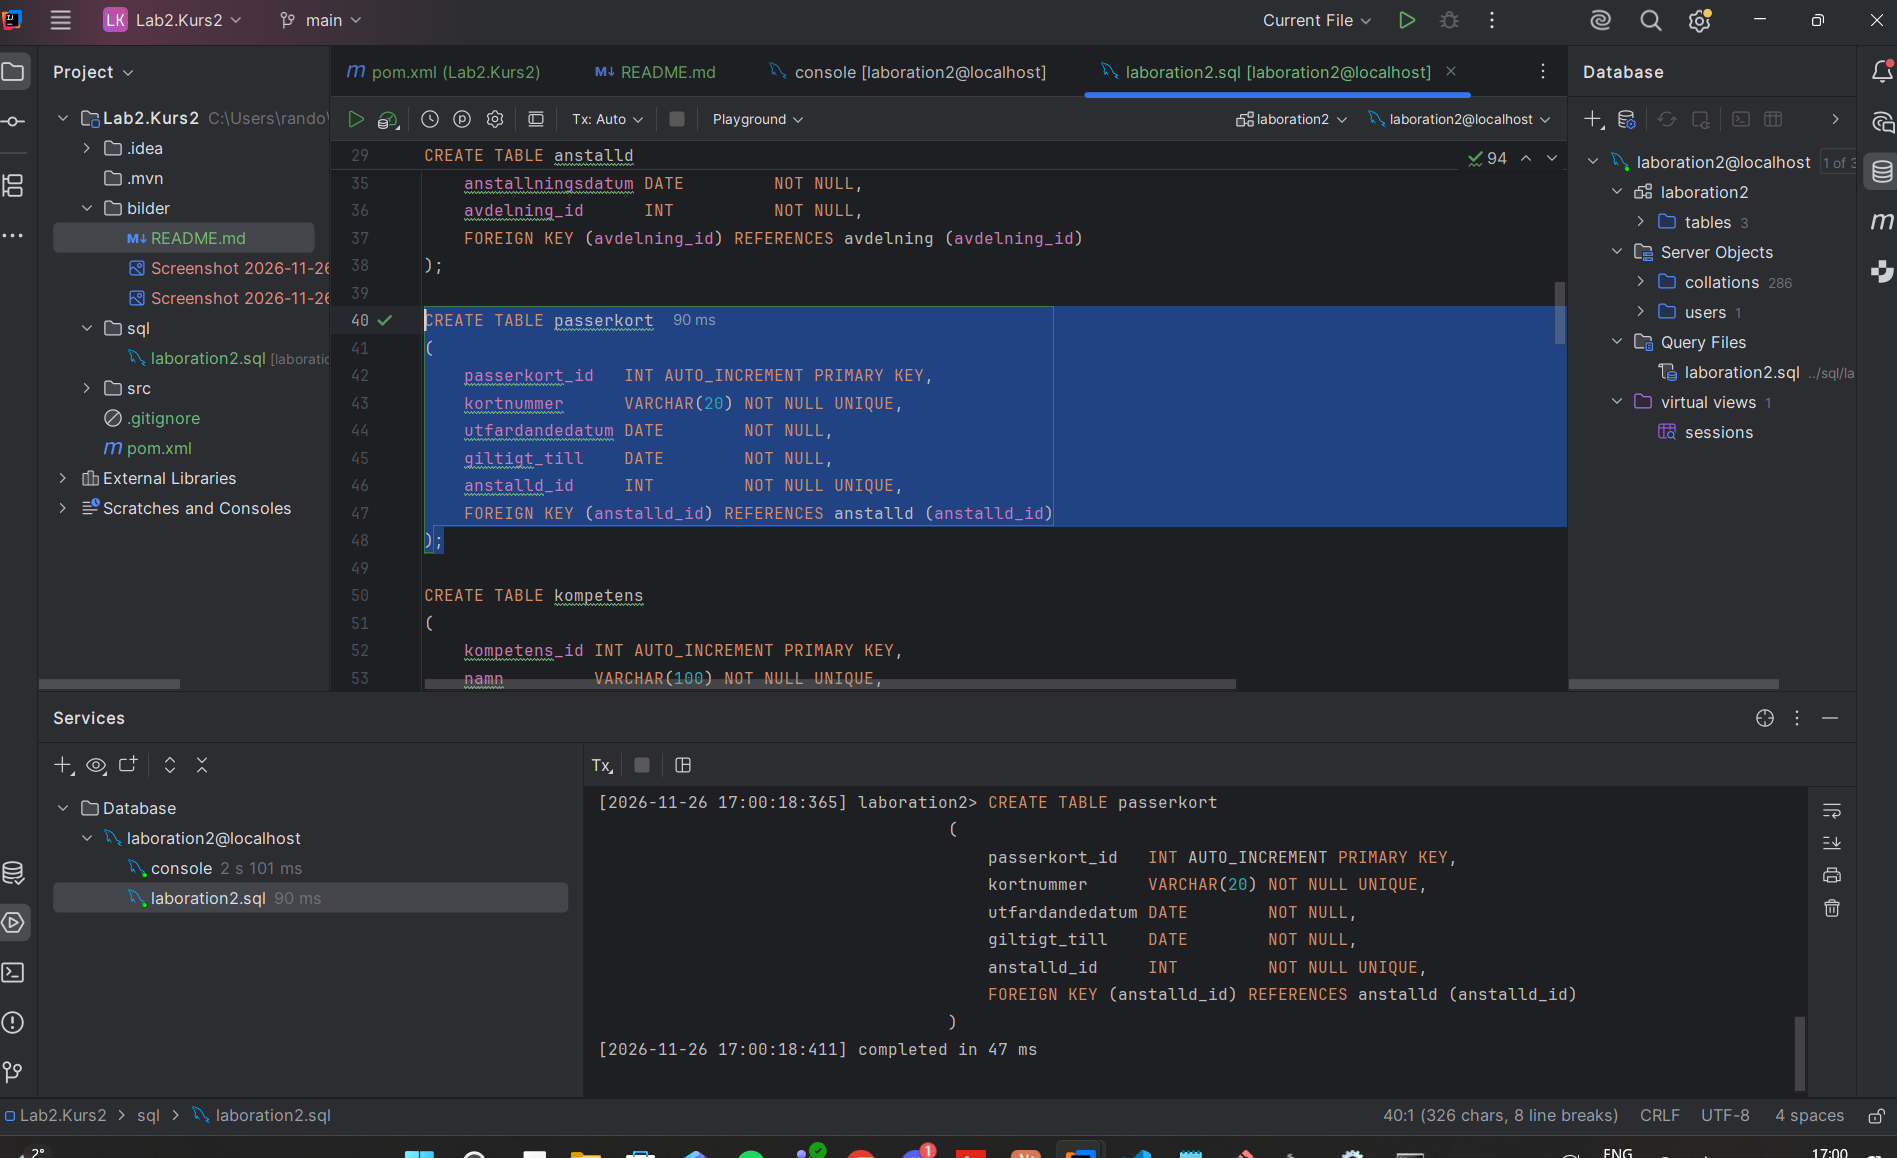 LK Lab2.Kurs2 main Current File
Project
Lab2.Kurs2 C:\Users\rando\
.idea
.mvn
bilder
README.md
Screenshot 2026-11-26
Screenshot 2026-11-26
sql
laboration2.sql [laboratio
src
.gitignore
pom.xml
External Libraries
Scratches and Consoles
pom.xml (Lab2.Kurs2) README.md console [laboration2@localhost] laboration2.sql [laboration2@localhost]
Tx: Auto Playground laboration2 laboration2@localhost
94
29 CREATE TABLE anstalld
35 anstallningsdatum DATE NOT NULL,
36 avdelning_id INT NOT NULL,
37 FOREIGN KEY (avdelning_id) REFERENCES avdelning (avdelning_id)
38 );
39
40 CREATE TABLE passerkort 90 ms
41 (
42 passerkort_id INT AUTO_INCREMENT PRIMARY KEY,
43 kortnummer VARCHAR(20) NOT NULL UNIQUE,
44 utfardandedatum DATE NOT NULL,
45 giltigt_till DATE NOT NULL,
46 anstalld_id INT NOT NULL UNIQUE,
47 FOREIGN KEY (anstalld_id) REFERENCES anstalld (anstalld_id)
48 );
49
50 CREATE TABLE kompetens
51 (
52 kompetens_id INT AUTO_INCREMENT PRIMARY KEY,
53 namn VARCHAR(100) NOT NULL UNIQUE,
Database
laboration2@localhost 1 of 3
laboration2
tables 3
Server Objects
collations 286
users 1
Query Files
laboration2.sql ../sql/la
virtual views 1
sessions
Services
Database
laboration2@localhost
console 2 s 101 ms
laboration2.sql 90 ms
Tx
[2026-11-26 17:00:18:365] laboration2> CREATE TABLE passerkort
(
passerkort_id INT AUTO_INCREMENT PRIMARY KEY,
kortnummer VARCHAR(20) NOT NULL UNIQUE,
utfardandedatum DATE NOT NULL,
giltigt_till DATE NOT NULL,
anstalld_id INT NOT NULL UNIQUE,
FOREIGN KEY (anstalld_id) REFERENCES anstalld (anstalld_id)
)
[2026-11-26 17:00:18:411] completed in 47 ms
Lab2.Kurs2 > sql > laboration2.sql
40:1 (326 chars, 8 line breaks) CRLF UTF-8 4 spaces
2° 1 ENG 17:00